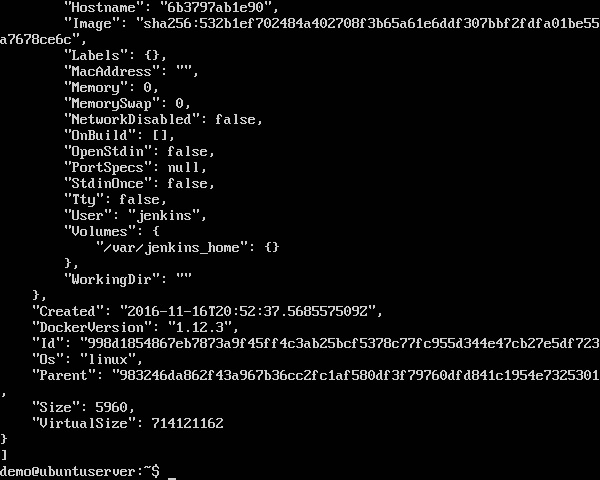 "Hostname": "6b3797ab1e90",
"Image": "sha256:532b1ef702484a402708f3b65a61e6ddf307bbf2fdfa01be55
a7678ce6c",
"Labels": {},
"MacAddress": "",
"Memory": 0,
"MemorySwap": 0,
"NetworkDisabled": false,
"OnBuild": [],
"OpenStdin": false,
"PortSpecs": null,
"StdinOnce": false,
"Tty": false,
"User": "jenkins",
"Volumes": {
"/var/jenkins_home": {}
},
"WorkingDir": ""
},
"Created": "2016-11-16T20:52:37.568557509Z",
"DockerVersion": "1.12.3",
"Id": "998d1854867eb7873a9f45ff4c3ab25bcf5378c77fc955d344e47cb27e5df723
"Os": "linux",
"Parent": "983246da862f43a967b36cc2fc1af580df3f79760dfd841c1954e7325301
,
"Size": 5960,
"VirtualSize": 714121162
}
]
demo@ubuntuserver:~$ _